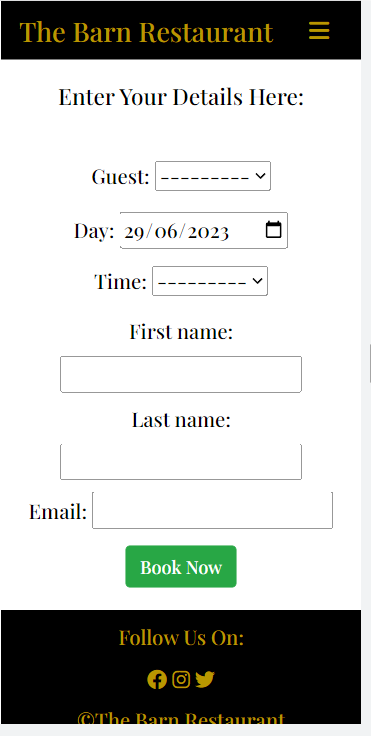 The Barn Restaurant
Enter Your Details Here:
Guest: ---------
Day: 29/06/2023
Time: ---------
First name:
Last name:
Email:
Book Now
Follow Us On:
©The Barn Restaurant